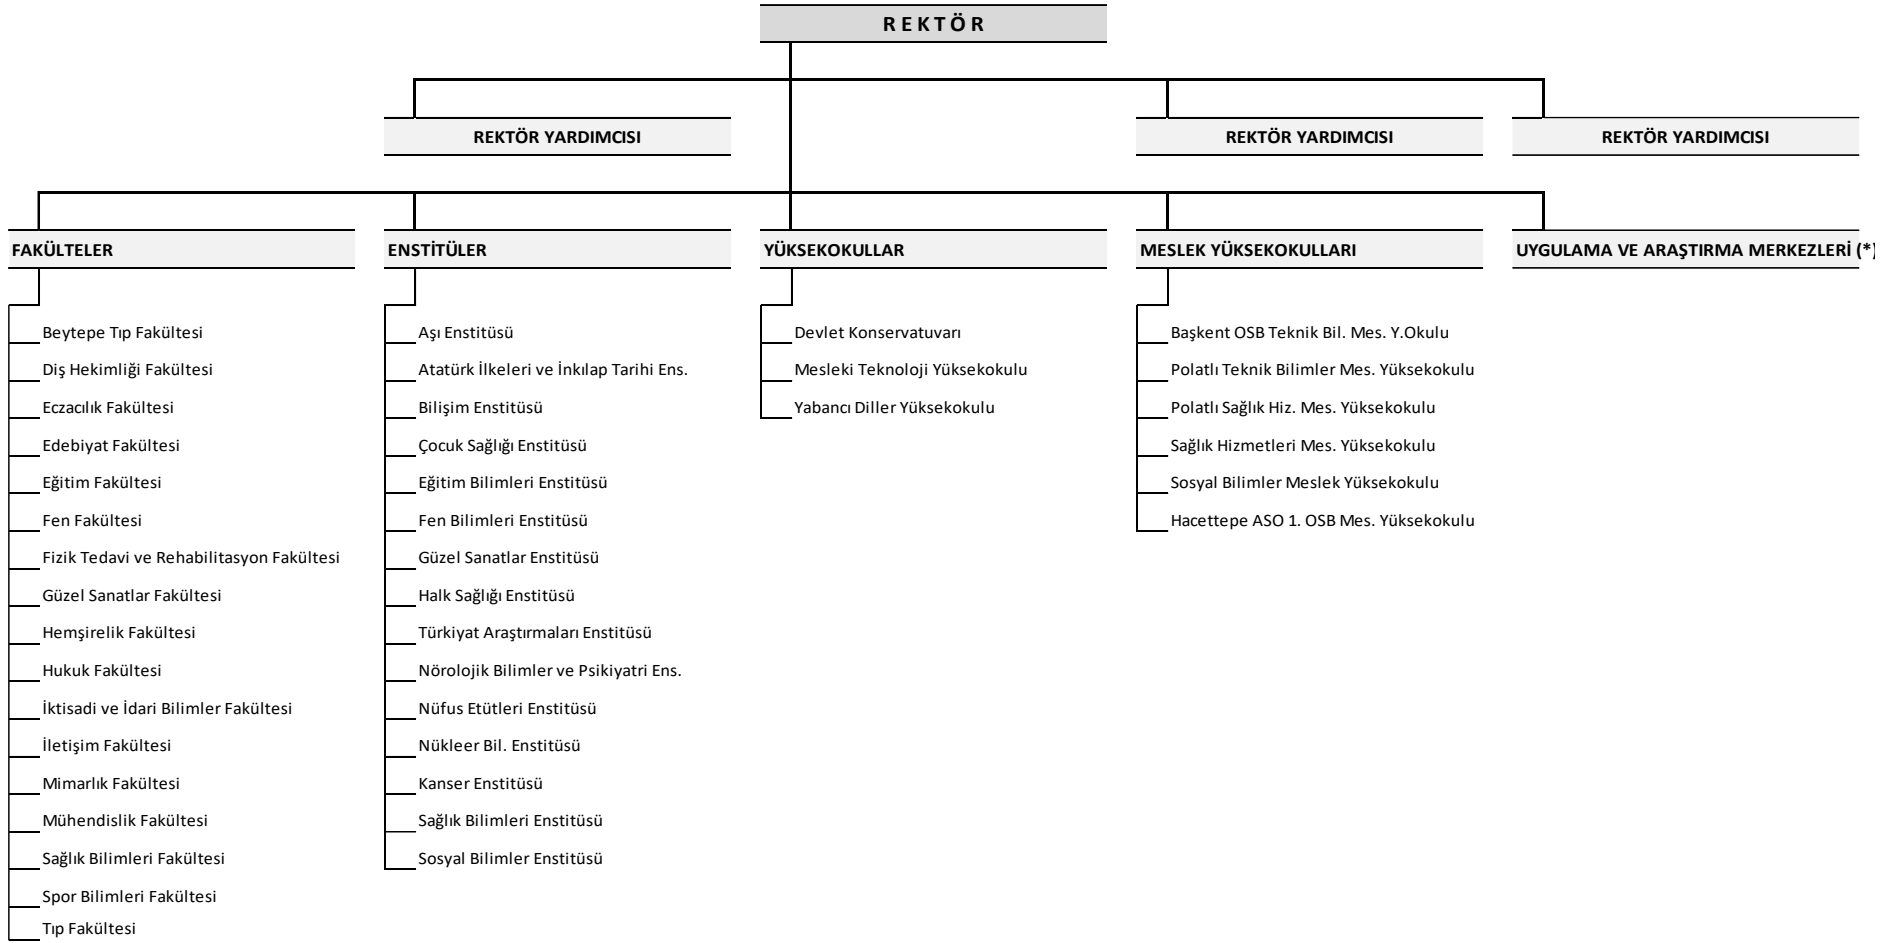 R E K T Ö R
REKTÖR YARDIMCISI
REKTÖR YARDIMCISI
REKTÖR YARDIMCISI
FAKÜLTELER
Beytepe Tıp Fakültesi
Diş Hekimliği Fakültesi
Eczacılık Fakültesi
Edebiyat Fakültesi
Eğitim Fakültesi
Fen Fakültesi
Fizik Tedavi ve Rehabilitasyon Fakültesi
Güzel Sanatlar Fakültesi
Hemşirelik Fakültesi
Hukuk Fakültesi
İktisadi ve İdari Bilimler Fakültesi
İletişim Fakültesi
Mimarlık Fakültesi
Mühendislik Fakültesi
Sağlık Bilimleri Fakültesi
Spor Bilimleri Fakültesi
Tıp Fakültesi
ENSTİTÜLER
Aşı Enstitüsü
Atatürk İlkeleri ve İnkılap Tarihi Ens.
Bilişim Enstitüsü
Çocuk Sağlığı Enstitüsü
Eğitim Bilimleri Enstitüsü
Fen Bilimleri Enstitüsü
Güzel Sanatlar Enstitüsü
Halk Sağlığı Enstitüsü
Türkiyat Araştırmaları Enstitüsü
Nörolojik Bilimler ve Psikiyatri Ens.
Nüfus Etütleri Enstitüsü
Nükleer Bil. Enstitüsü
Kanser Enstitüsü
Sağlık Bilimleri Enstitüsü
Sosyal Bilimler Enstitüsü
YÜKSEKOKULLAR
Devlet Konservatuvarı
Mesleki Teknoloji Yüksekokulu
Yabancı Diller Yüksekokulu
MESLEK YÜKSEKOKULLARI
Başkent OSB Teknik Bil. Mes. Y.Okulu
Polatlı Teknik Bilimler Mes. Yüksekokulu
Polatlı Sağlık Hiz. Mes. Yüksekokulu
Sağlık Hizmetleri Mes. Yüksekokulu
Sosyal Bilimler Meslek Yüksekokulu
Hacettepe ASO 1. OSB Mes. Yüksekokulu
UYGULAMA VE ARAŞTIRMA MERKEZLERİ (*)